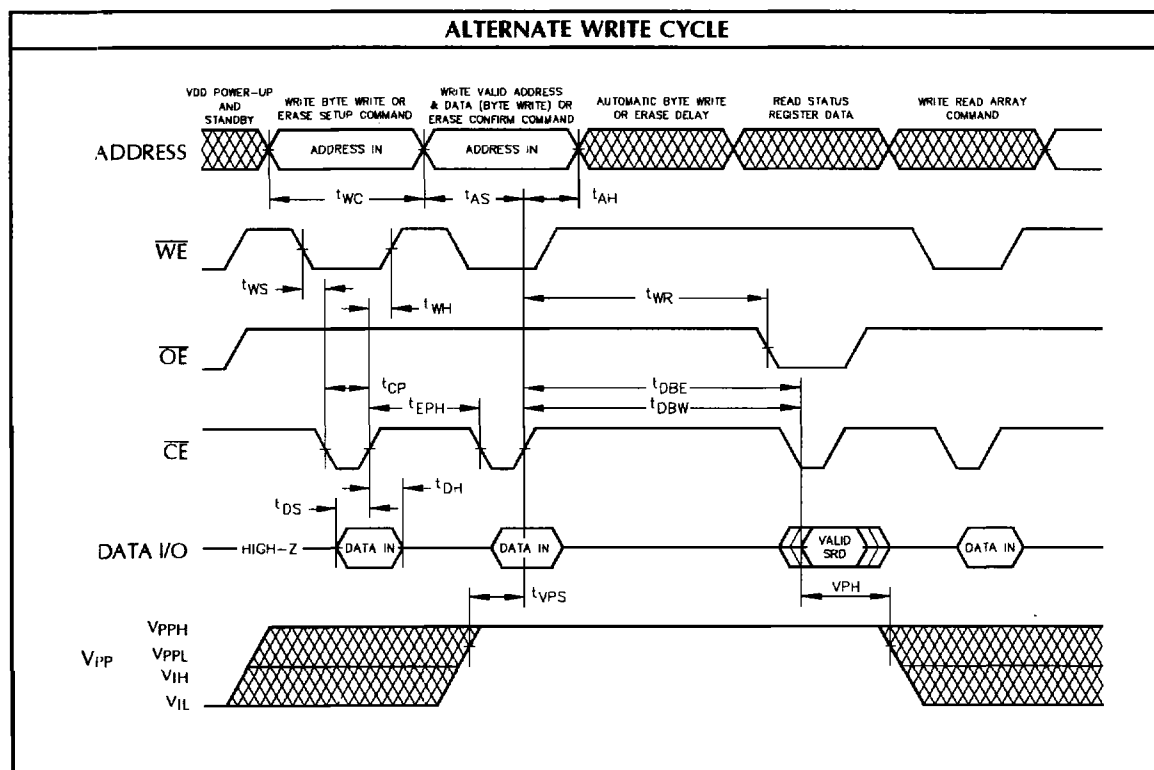 ALTERNATE WRITE CYCLE
VDD POWER-UP
AND
STANDBY
WRITE BYTE WRITE OR
ERASE SETUP COMMAND
WRITE VALID ADDRESS
& DATA (BYTE WRITE) OR
ERASE CONFIRM COMMAND
AUTOMATIC BYTE WRITE
OR ERASE DELAY
READ STATUS
REGISTER DATA
WRITE READ ARRAY
COMMAND
ADDRESS
ADDRESS IN
ADDRESS IN
tWC
tAS
tAH
WE
tWS
tWH
tWR
OE
tCP
tEPH
tDBE
tDBW
CE
tDS
tDH
DATA I/O
HIGH-Z
DATA IN
DATA IN
VALID
SRD
DATA IN
tVPS
VPH
VPP
VPPH
VPPL
VIH
VIL